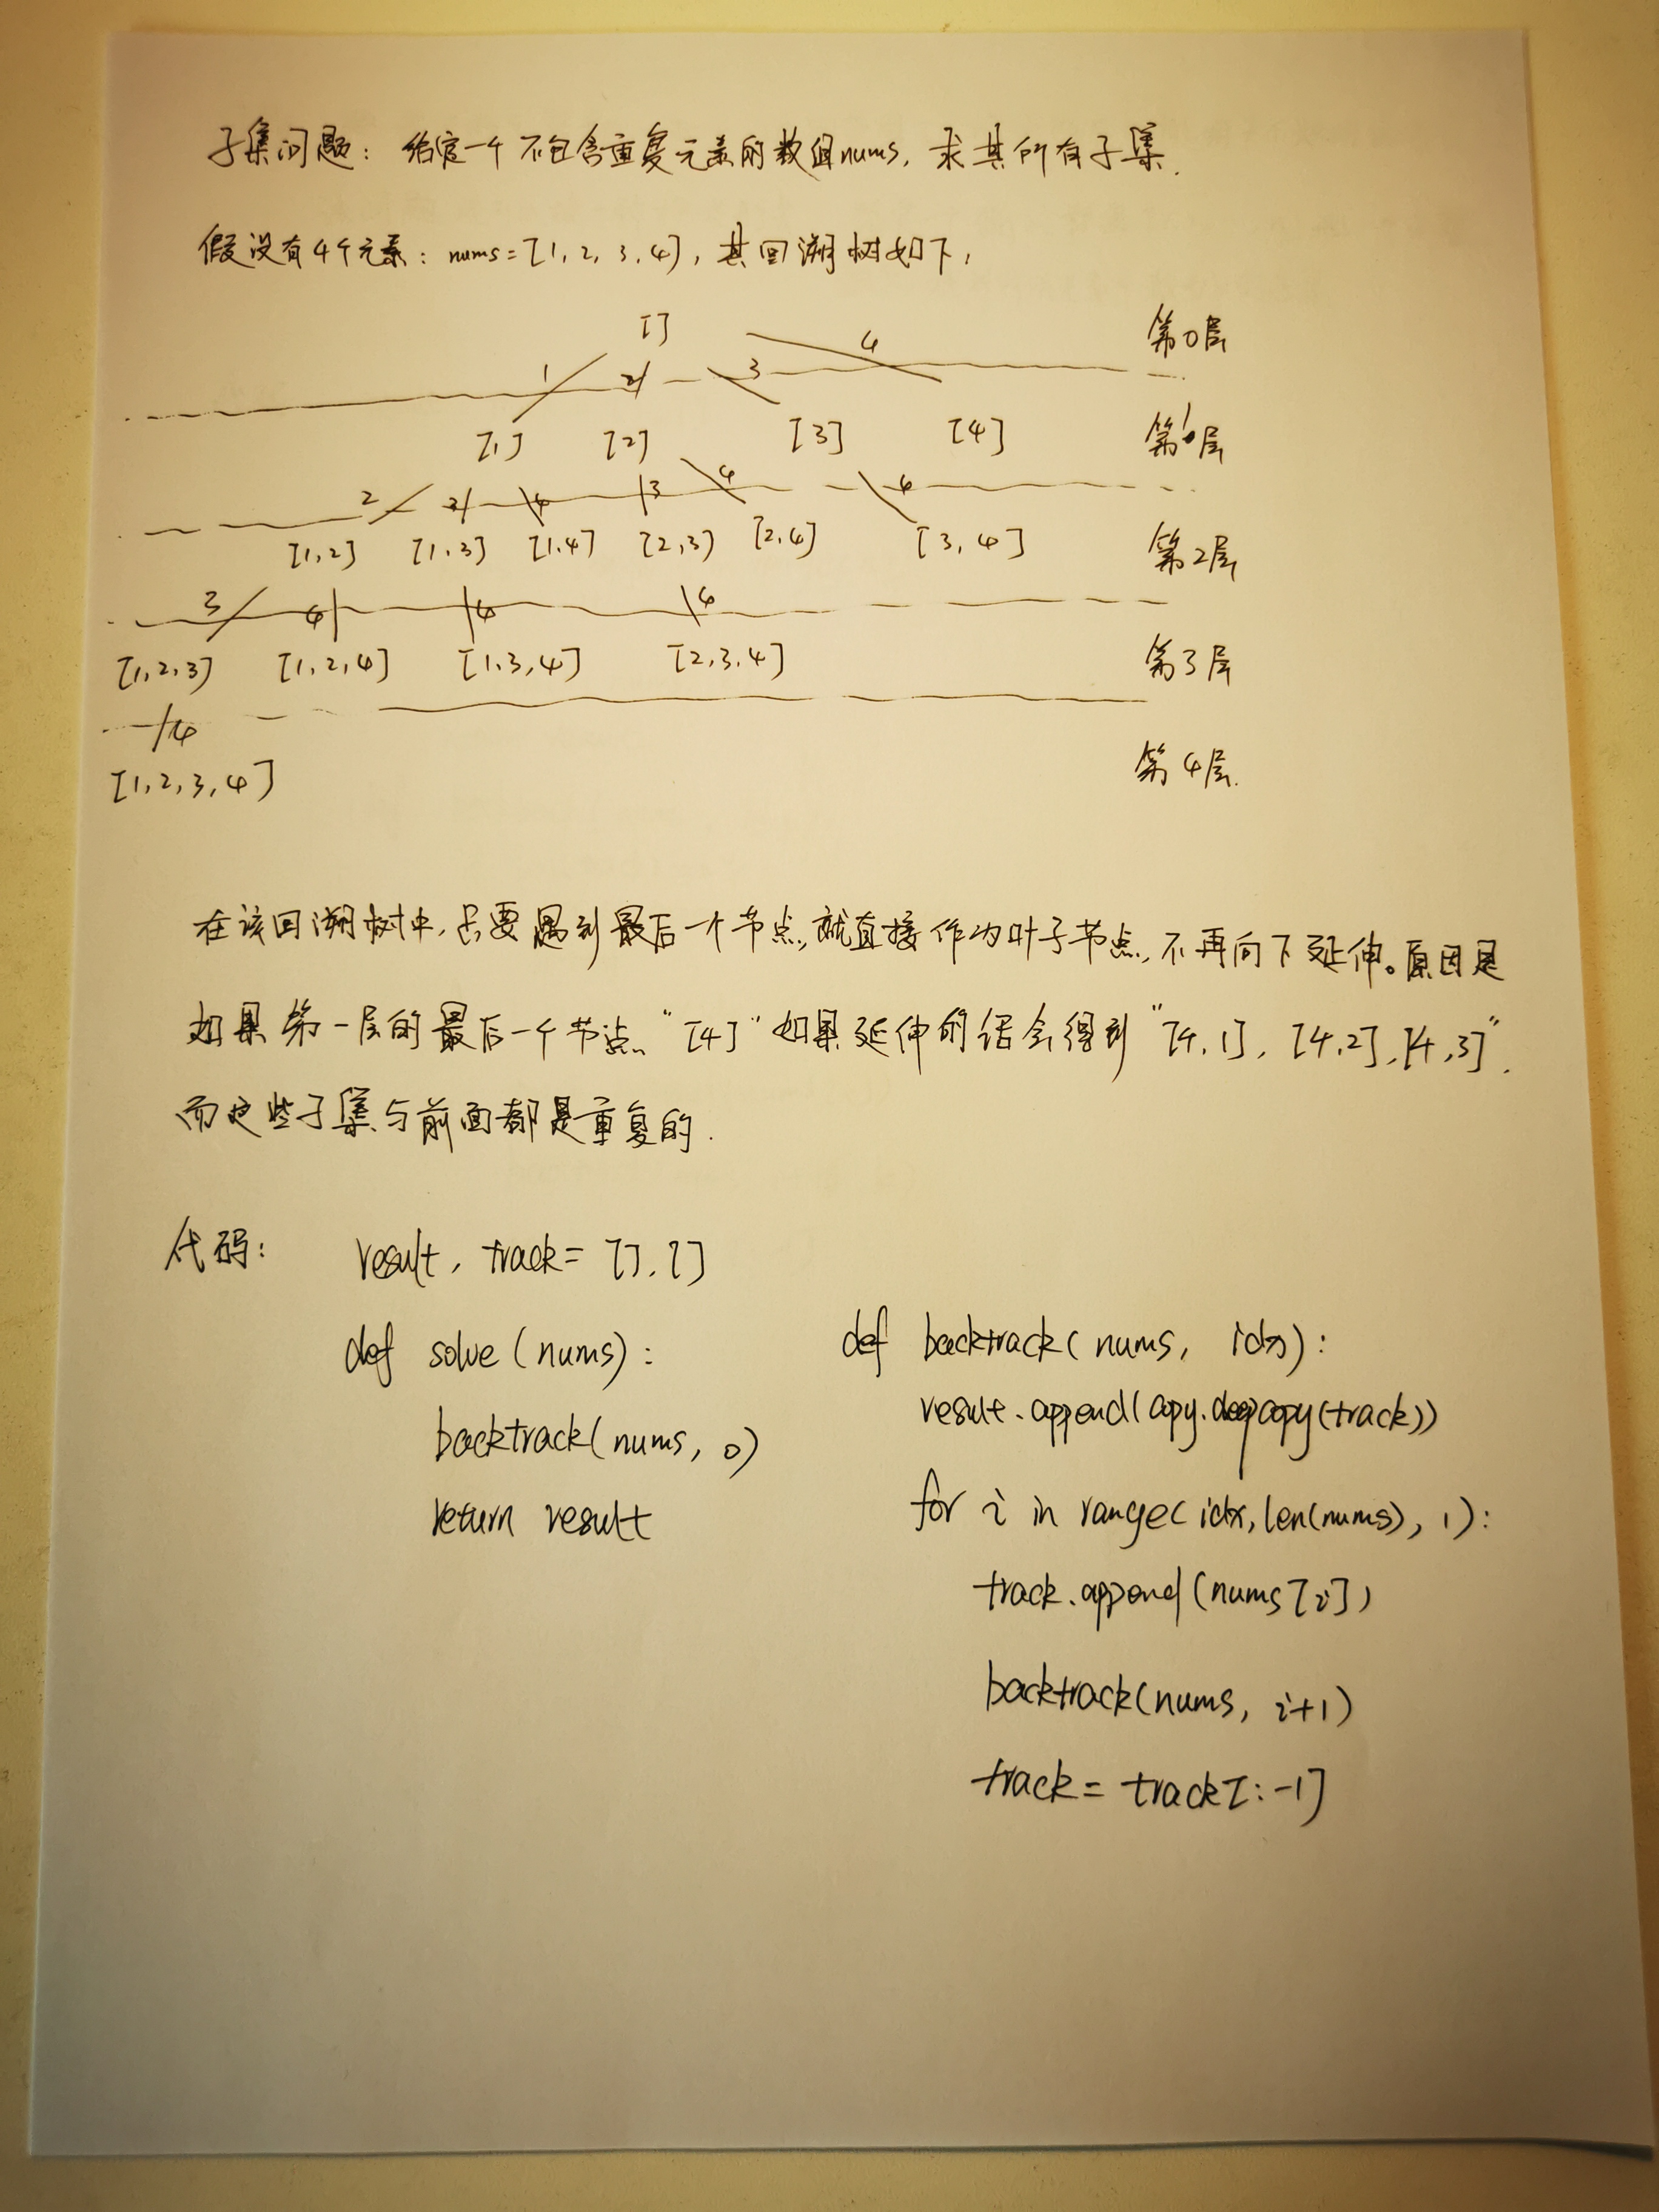 子集问题：给定一个不包含重复元素的数组nums，求其所有子集.
假设有4个元素：nums=[1, 2, 3, 4]，其回溯树如下，
[] 第0层
1 2 3 4
[1] [2] [3] [4] 第1层
2 3 4 3 4 4
[1,2] [1,3] [1,4] [2,3] [2,4] [3,4] 第2层
3 4 4 4
[1,2,3] [1,2,4] [1,3,4] [2,3,4] 第3层
4
[1,2,3,4] 第4层.
在该回溯树中，只要遇到最后一个节点，就直接作为叶子节点，不再向下延伸。原因是
如果第一层的最后一个节点“[4]”如果延伸的话会得到“[4,1]，[4,2]，[4,3]”，
而这些子集与前面都是重复的.
代码： result, track = [], []
def solve(nums):
backtrack(nums, 0)
return result
def backtrack(nums, idx):
result.append(copy.deepcopy(track))
for i in range(idx, len(nums), 1):
track.append(nums[i])
backtrack(nums, i+1)
track = track[:-1]